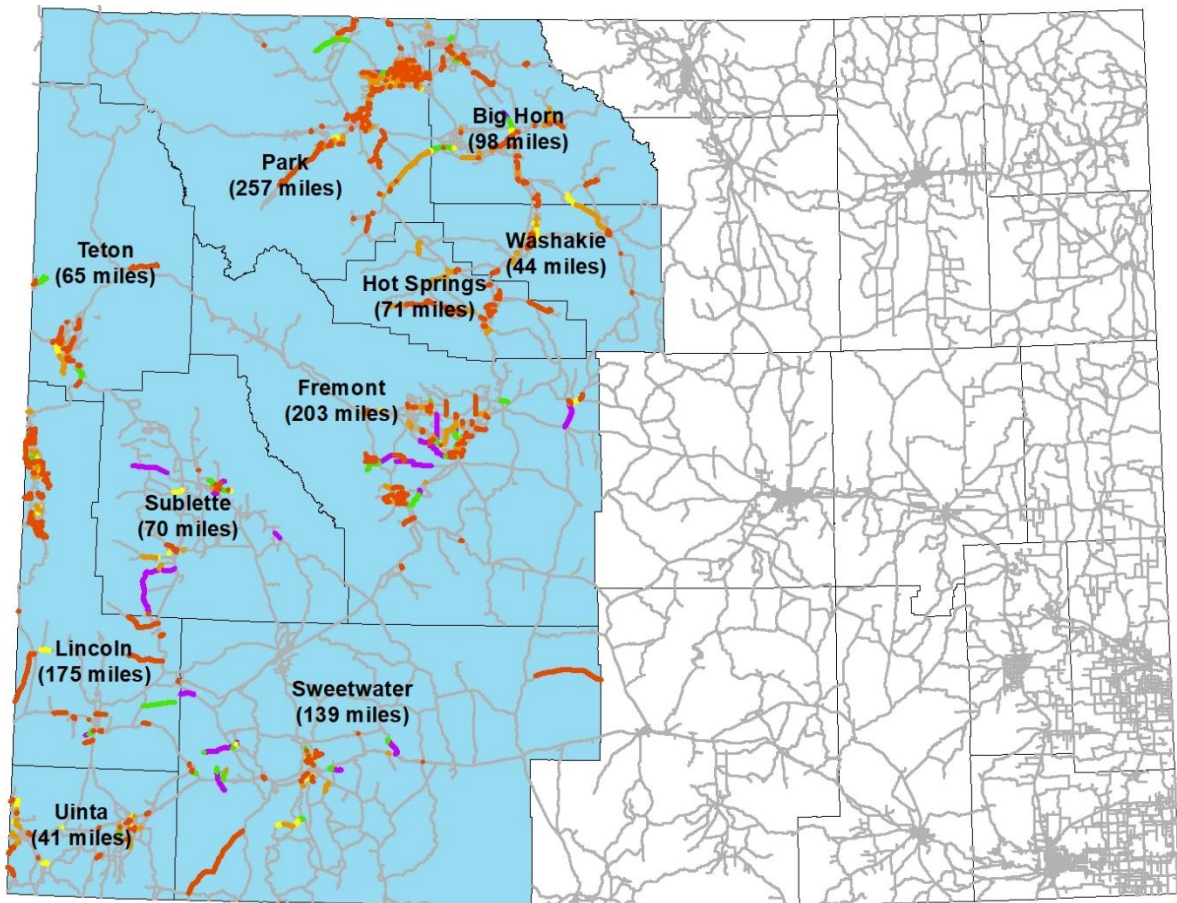 Big Horn
(98 miles)
Park
(257 miles)
Teton
(65 miles)
Washakie
(44 miles)
Hot Springs
(71 miles)
Fremont
(203 miles)
Sublette
(70 miles)
Lincoln
(175 miles)
Sweetwater
(139 miles)
Uinta
(41 miles)